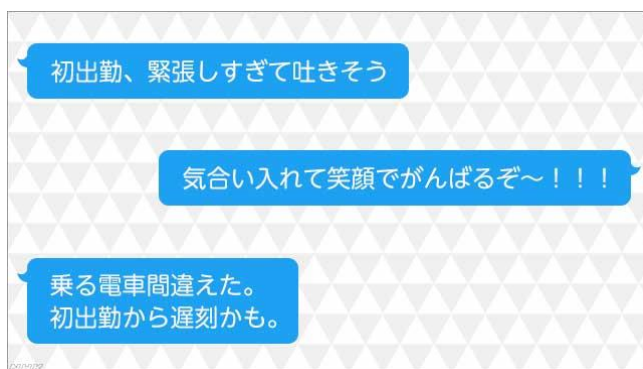 初出勤、緊張しすぎて吐きそう
気合い入れて笑顔でがんばるぞ～！！！
乗る電車間違えた。
初出勤から遅刻かも。